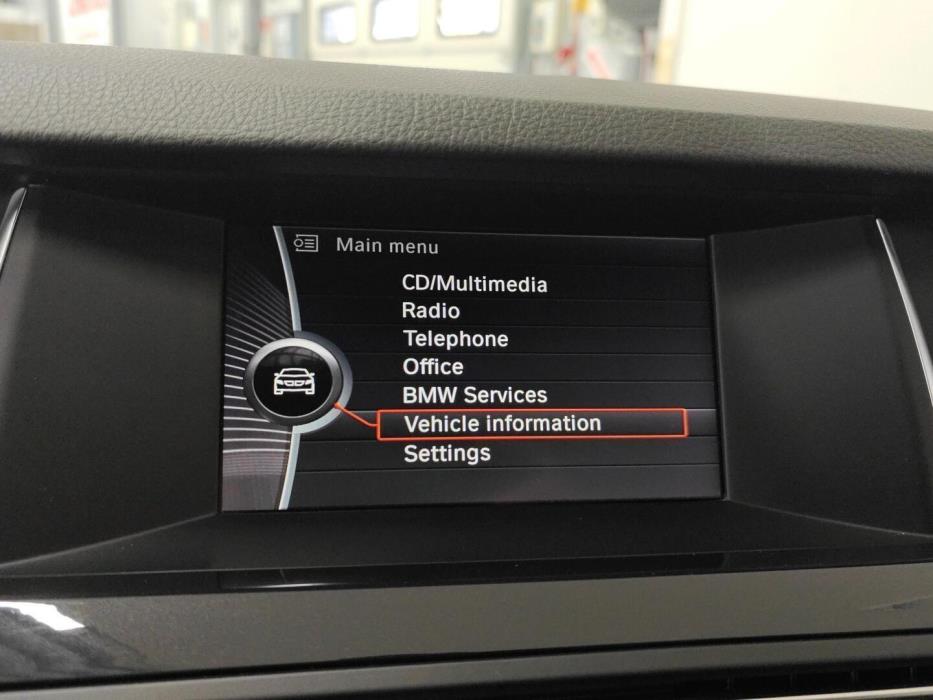 Main menu
CD/Multimedia
Radio
Telephone
Office
BMW Services
Vehicle information
Settings